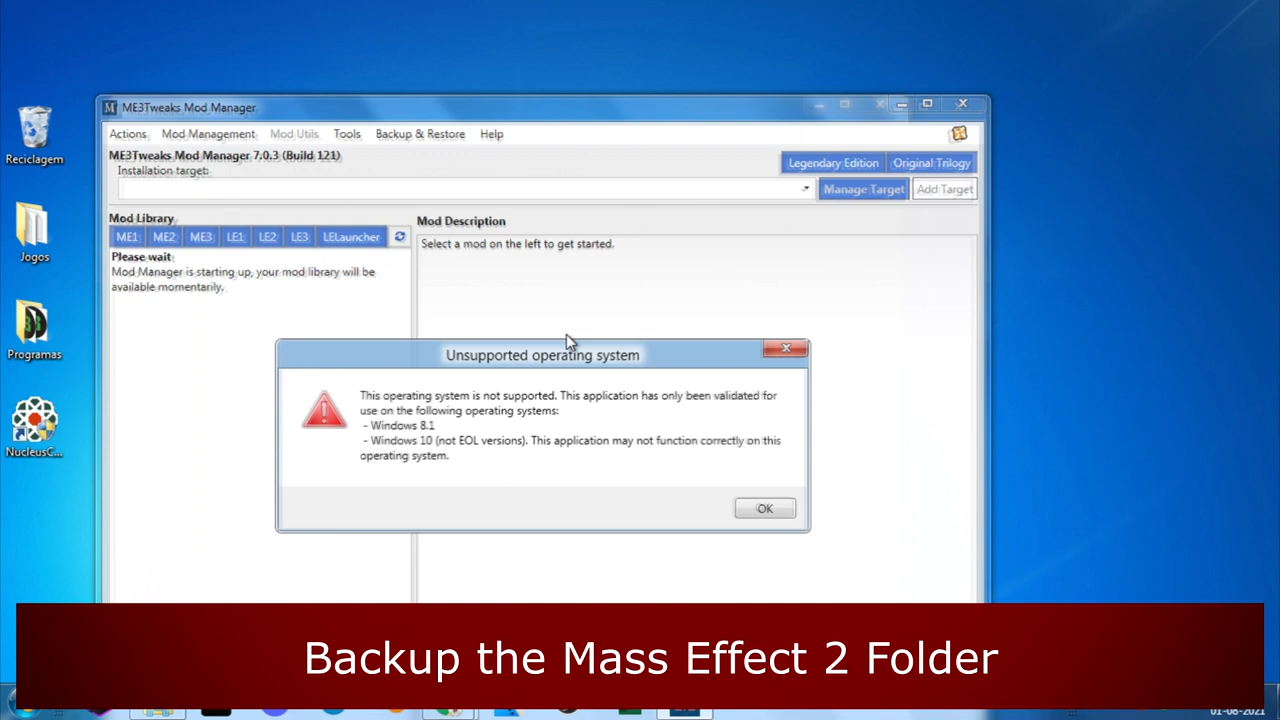 Reciclagem
Jogos
Programas
NucleusC...
ME3Tweaks Mod Manager
Actions Mod Management Mod Utils Tools Backup & Restore Help
ME3Tweaks Mod Manager 7.0.3 (Build 121)
Installation target:
Legendary Edition Original Trilogy
Manage Target Add Target
Mod Library
ME1 ME2 ME3 LE1 LE2 LE3 LELauncher
Please wait
Mod Manager is starting up, your mod library will be
available momentarily.
Mod Description
Select a mod on the left to get started.
Unsupported operating system
This operating system is not supported. This application has only been validated for
use on the following operating systems:
- Windows 8.1
- Windows 10 (not EOL versions). This application may not function correctly on this
operating system.
OK
Backup the Mass Effect 2 Folder
01-08-2021